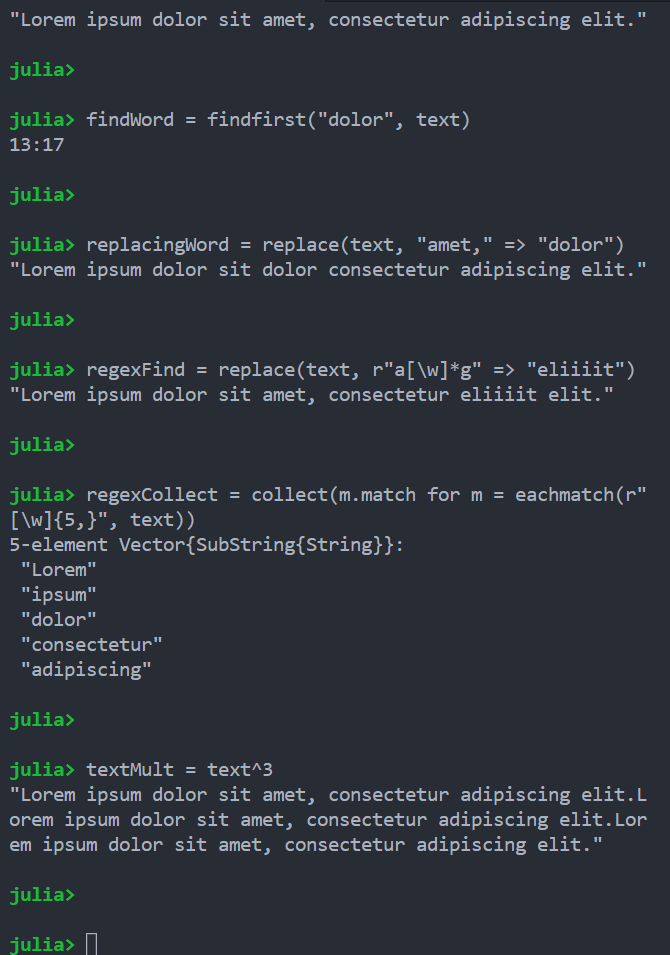 "Lorem ipsum dolor sit amet, consectetur adipiscing elit."
julia>
julia> findWord = findfirst("dolor", text)
13:17
julia>
julia> replacingWord = replace(text, "amet," => "dolor")
"Lorem ipsum dolor sit dolor consectetur adipiscing elit."
julia>
julia> regexFind = replace(text, r"a[\w]*g" => "eliiiit")
"Lorem ipsum dolor sit amet, consectetur eliiiit elit."
julia>
julia> regexCollect = collect(m.match for m = eachmatch(r"
[\w]{5,}", text))
5-element Vector{SubString{String}}:
"Lorem"
"ipsum"
"dolor"
"consectetur"
"adipiscing"
julia>
julia> textMult = text^3
"Lorem ipsum dolor sit amet, consectetur adipiscing elit.L
orem ipsum dolor sit amet, consectetur adipiscing elit.Lor
em ipsum dolor sit amet, consectetur adipiscing elit."
julia>
julia>